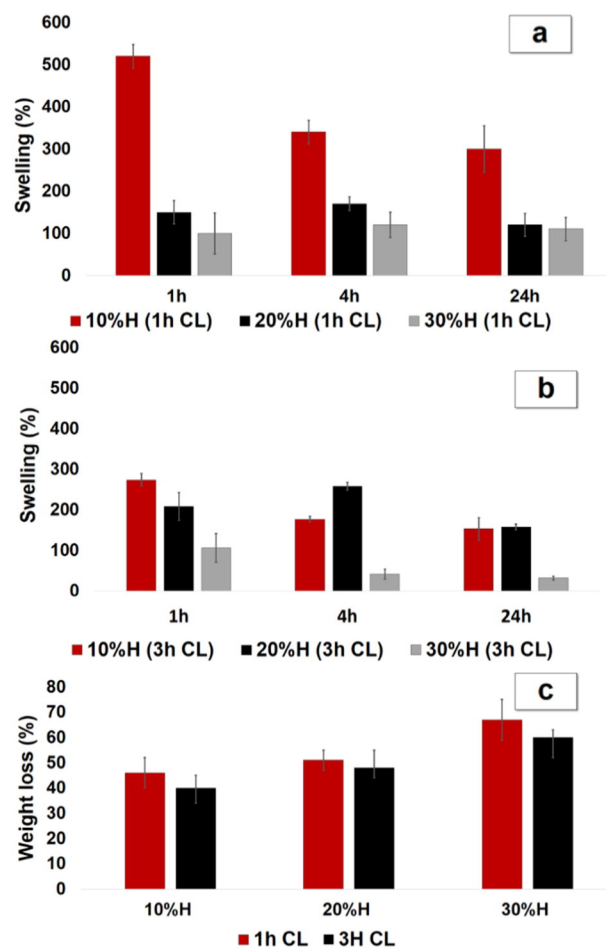 a
Swelling (%)
600
500
400
300
200
100
0
1h
4h
24h
10%H (1h CL)
20%H (1h CL)
30%H (1h CL)
b
Swelling (%)
600
500
400
300
200
100
0
1h
4h
24h
10%H (3h CL)
20%H (3h CL)
30%H (3h CL)
c
Weight loss (%)
80
70
60
50
40
30
20
10
0
10%H
20%H
30%H
1h CL
3H CL